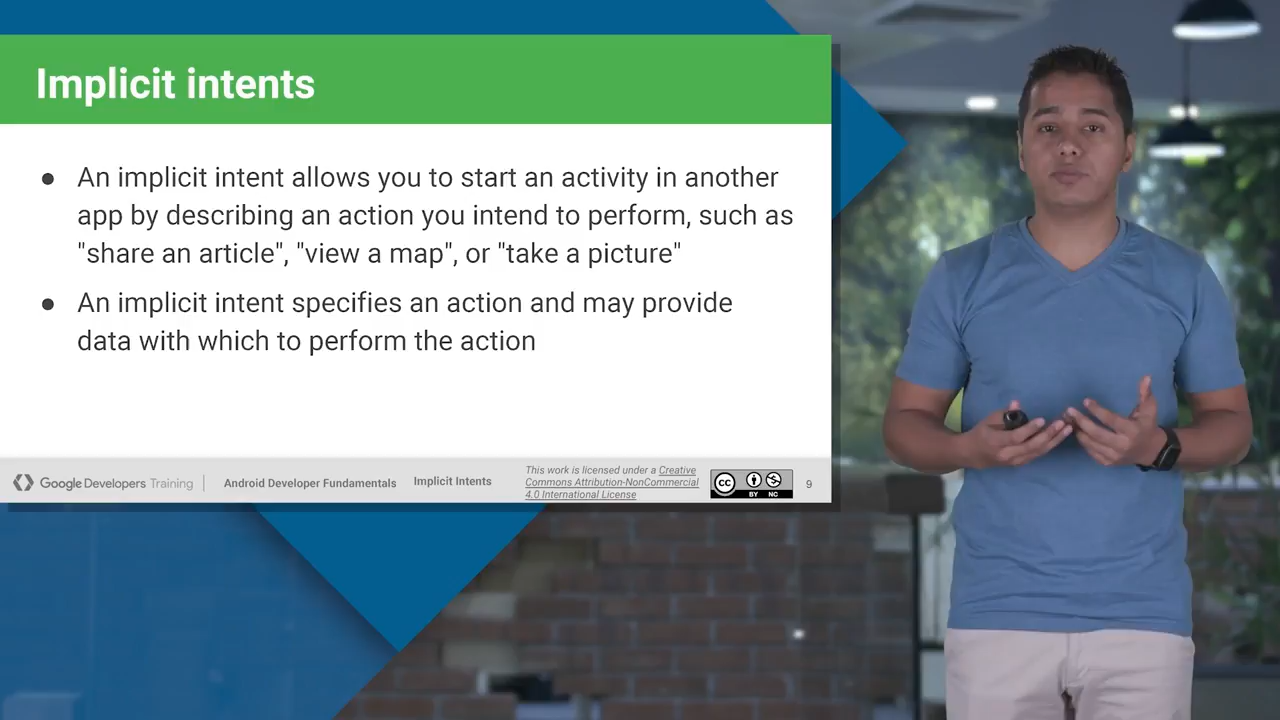 Implicit intents
● An implicit intent allows you to start an activity in another
app by describing an action you intend to perform, such as
"share an article", "view a map", or "take a picture"
● An implicit intent specifies an action and may provide
data with which to perform the action
Google Developers Training
Android Developer Fundamentals
Implicit Intents
This work is licensed under a Creative
Commons Attribution-NonCommercial
4.0 International License
cc
BY NC
9